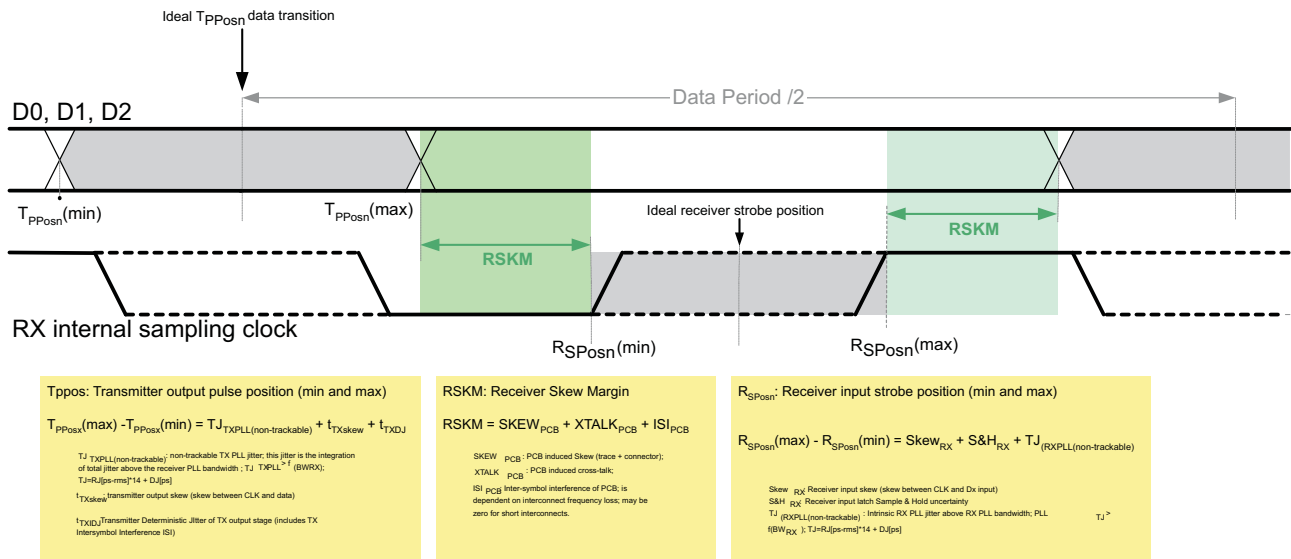 Ideal TPPosn data transition
Data Period /2
D0, D1, D2
TPPosn(min)
TPPosn(max)
Ideal receiver strobe position
RSKM
RSKM
RX internal sampling clock
RSPosn(min)
RSPosn(max)
Tppos: Transmitter output pulse position (min and max)
TPPosx(max) -TPPosx(min) = TJTXPLL(non-trackable) + tTXskew + tTXDJ
TJ TXPLL(non-trackable): non-trackable TX PLL jitter; this jitter is the integration
of total jitter above the receiver PLL bandwidth ; TJ TXPLL> f (BWRX);
TJ=RJ[ps-rms]*14 + DJ[ps]
tTXskew: transmitter output skew (skew between CLK and data)
tTXIDJTransmitter Deterministic JItter of TX output stage (includes TX
Intersymbol Interference ISI)
RSKM: Receiver Skew Margin
RSKM = SKEWPCB + XTALKPCB + ISIPCB
SKEW PCB: PCB induced Skew (trace + connector);
XTALK PCB: PCB induced cross-talk;
ISI PCB: Inter-symbol interference of PCB; is
dependent on interconnect frequency loss; may be
zero for short interconnects.
RSPosn: Receiver input strobe position (min and max)
RSPosn(max) - RSPosn(min) = SkewRX + S&HRX + TJ(RXPLL(non-trackable)
Skew RX: Receiver input skew (skew between CLK and Dx input)
S&H RX: Receiver input latch Sample & Hold uncertainty
TJ (RXPLL(non-trackable) : Intrinsic RX PLL jitter above RX PLL bandwidth; PLL TJ >
f(BWRX ); TJ=RJ[ps-rms]*14 + DJ[ps]